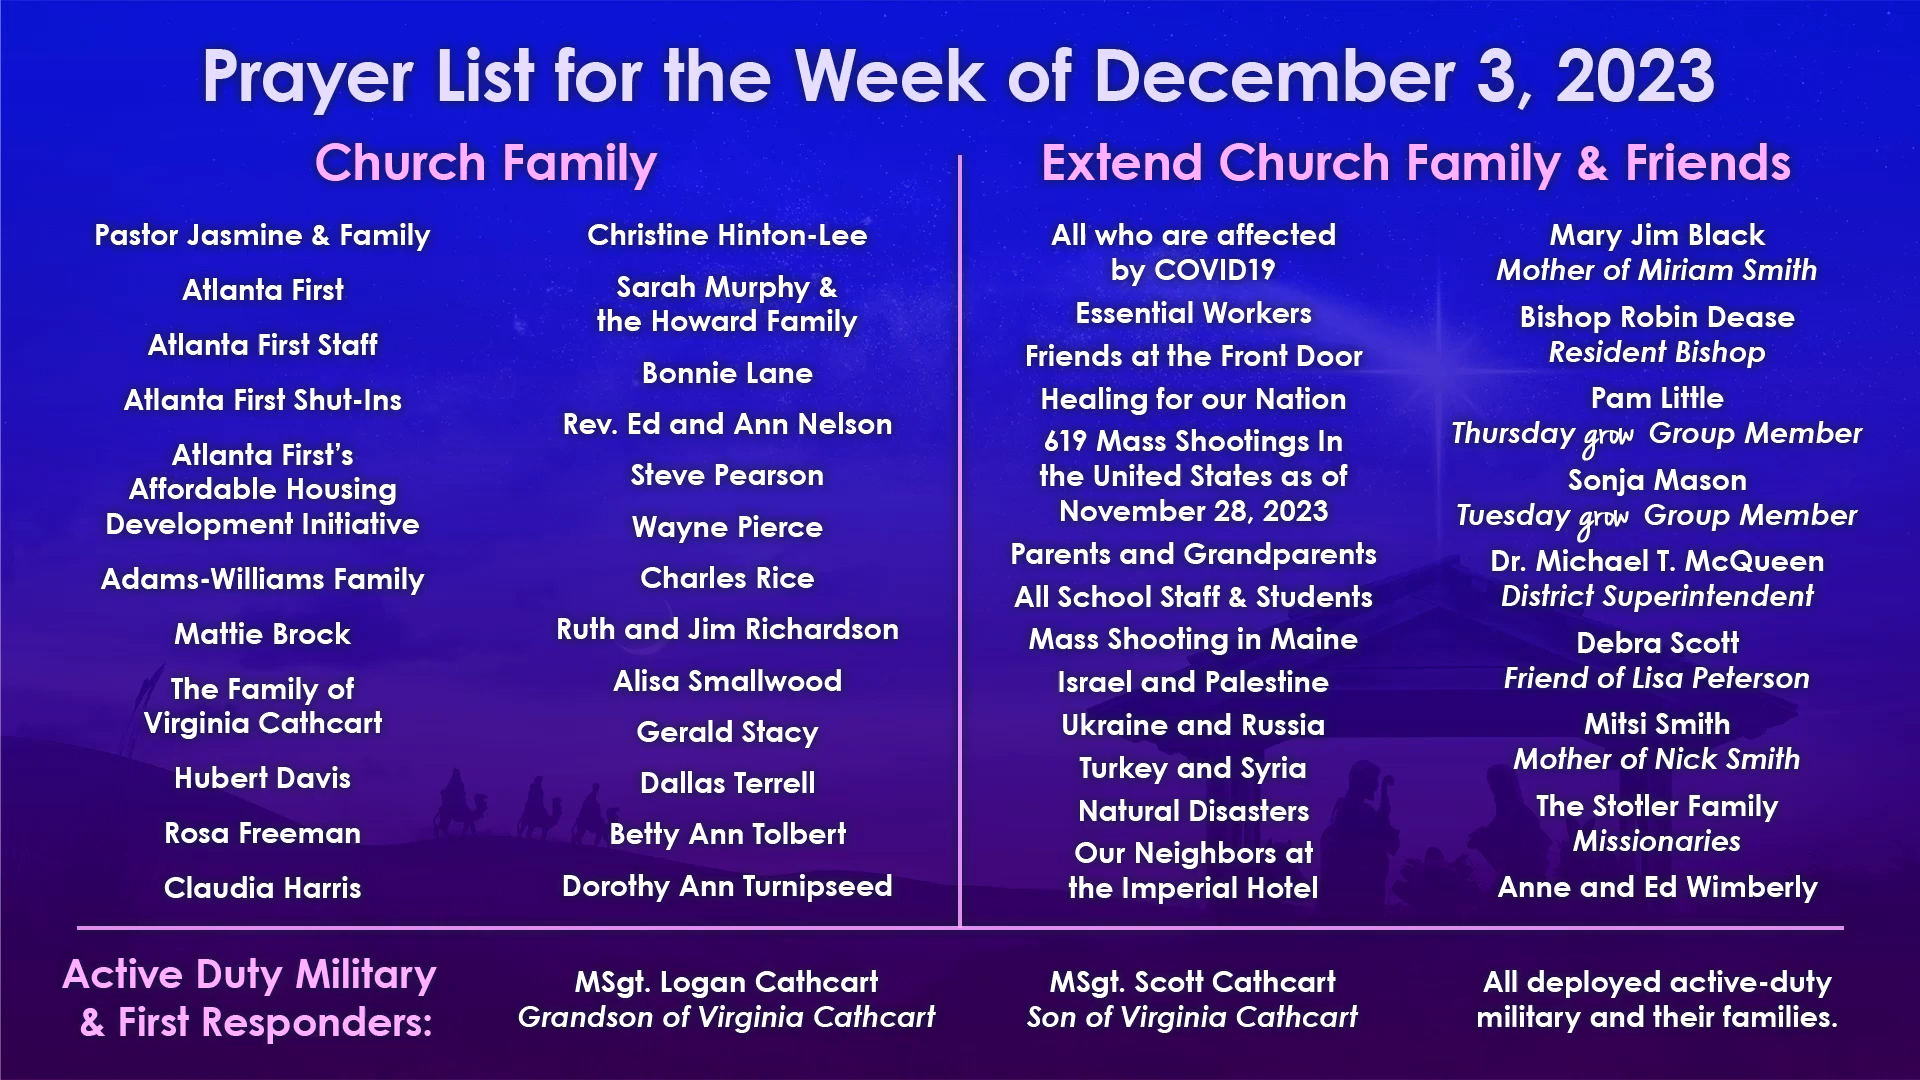 Prayer List for the Week of December 3, 2023
Church Family
Pastor Jasmine & Family
Atlanta First
Atlanta First Staff
Atlanta First Shut-Ins
Atlanta First’s
Affordable Housing
Development Initiative
Adams-Williams Family
Mattie Brock
The Family of
Virginia Cathcart
Hubert Davis
Rosa Freeman
Claudia Harris
Christine Hinton-Lee
Sarah Murphy &
the Howard Family
Bonnie Lane
Rev. Ed and Ann Nelson
Steve Pearson
Wayne Pierce
Charles Rice
Ruth and Jim Richardson
Alisa Smallwood
Gerald Stacy
Dallas Terrell
Betty Ann Tolbert
Dorothy Ann Turnipseed
Extend Church Family & Friends
All who are affected
by COVID19
Essential Workers
Friends at the Front Door
Healing for our Nation
619 Mass Shootings In
the United States as of
November 28, 2023
Parents and Grandparents
All School Staff & Students
Mass Shooting in Maine
Israel and Palestine
Ukraine and Russia
Turkey and Syria
Natural Disasters
Our Neighbors at
the Imperial Hotel
Mary Jim Black
Mother of Miriam Smith
Bishop Robin Dease
Resident Bishop
Pam Little
Thursday grow Group Member
Sonja Mason
Tuesday grow Group Member
Dr. Michael T. McQueen
District Superintendent
Debra Scott
Friend of Lisa Peterson
Mitsi Smith
Mother of Nick Smith
The Stotler Family
Missionaries
Anne and Ed Wimberly
Active Duty Military
& First Responders:
MSgt. Logan Cathcart
Grandson of Virginia Cathcart
MSgt. Scott Cathcart
Son of Virginia Cathcart
All deployed active-duty
military and their families.